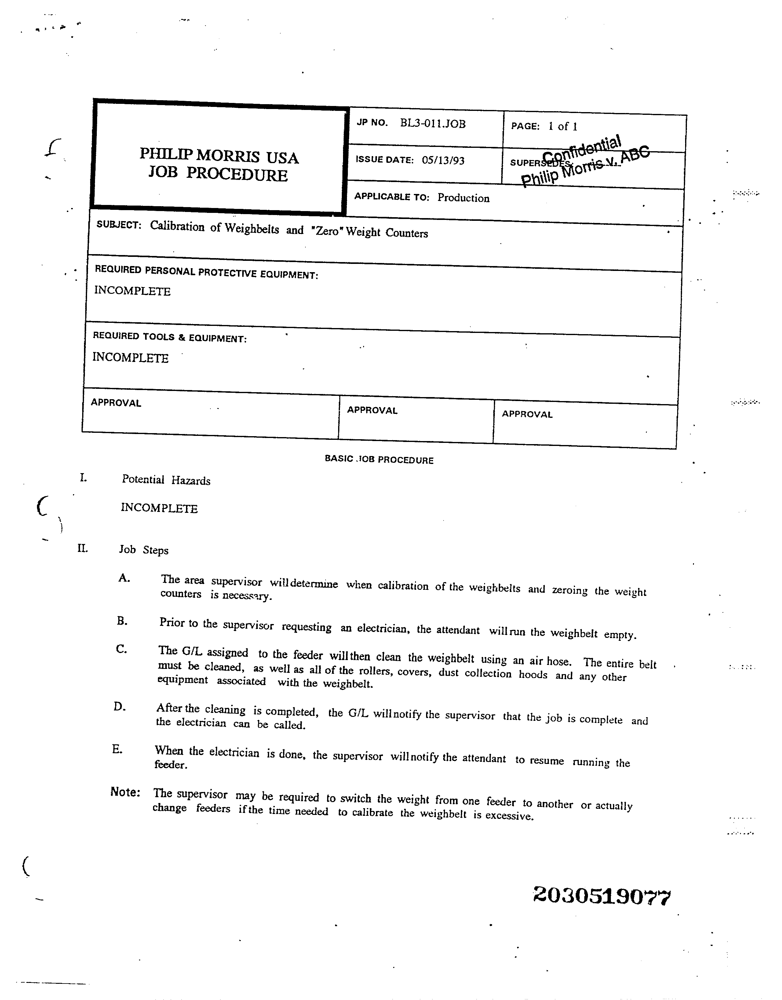 PHILIP MORRIS USA
JOB PROCEDURE
JP NO. BL3-011.JOB
PAGE: 1 of 1
ISSUE DATE: 05/13/93
SUPERSEDES:
Confidential
Philip Morris v. ABC
APPLICABLE TO: Production
SUBJECT: Calibration of Weighbelts and "Zero" Weight Counters
REQUIRED PERSONAL PROTECTIVE EQUIPMENT:
INCOMPLETE
REQUIRED TOOLS & EQUIPMENT:
INCOMPLETE
APPROVAL
APPROVAL
APPROVAL
BASIC JOB PROCEDURE
I. Potential Hazards
INCOMPLETE
II. Job Steps
A. The area supervisor will determine when calibration of the weighbelts and zeroing the weight
counters is necessary.
B. Prior to the supervisor requesting an electrician, the attendant will run the weighbelt empty.
C. The G/L assigned to the feeder will then clean the weighbelt using an air hose. The entire belt
must be cleaned, as well as all of the rollers, covers, dust collection hoods and any other
equipment associated with the weighbelt.
D. After the cleaning is completed, the G/L will notify the supervisor that the job is complete and
the electrician can be called.
E. When the electrician is done, the supervisor will notify the attendant to resume running the
feeder.
Note: The supervisor may be required to switch the weight from one feeder to another or actually
change feeders if the time needed to calibrate the weighbelt is excessive.
2030519077